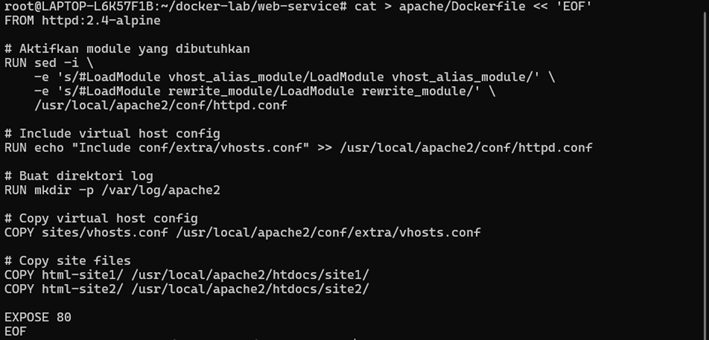 root@LAPTOP-L6K57F1B:~/docker-lab/web-service# cat > apache/Dockerfile << 'EOF'
FROM httpd:2.4-alpine

# Aktifkan module yang dibutuhkan
RUN sed -i \
    -e 's/#LoadModule vhost_alias_module/LoadModule vhost_alias_module/' \
    -e 's/#LoadModule rewrite_module/LoadModule rewrite_module/' \
    /usr/local/apache2/conf/httpd.conf

# Include virtual host config
RUN echo "Include conf/extra/vhosts.conf" >> /usr/local/apache2/conf/httpd.conf

# Buat direktori log
RUN mkdir -p /var/log/apache2

# Copy virtual host config
COPY sites/vhosts.conf /usr/local/apache2/conf/extra/vhosts.conf

# Copy site files
COPY html-site1/ /usr/local/apache2/htdocs/site1/
COPY html-site2/ /usr/local/apache2/htdocs/site2/

EXPOSE 80
EOF